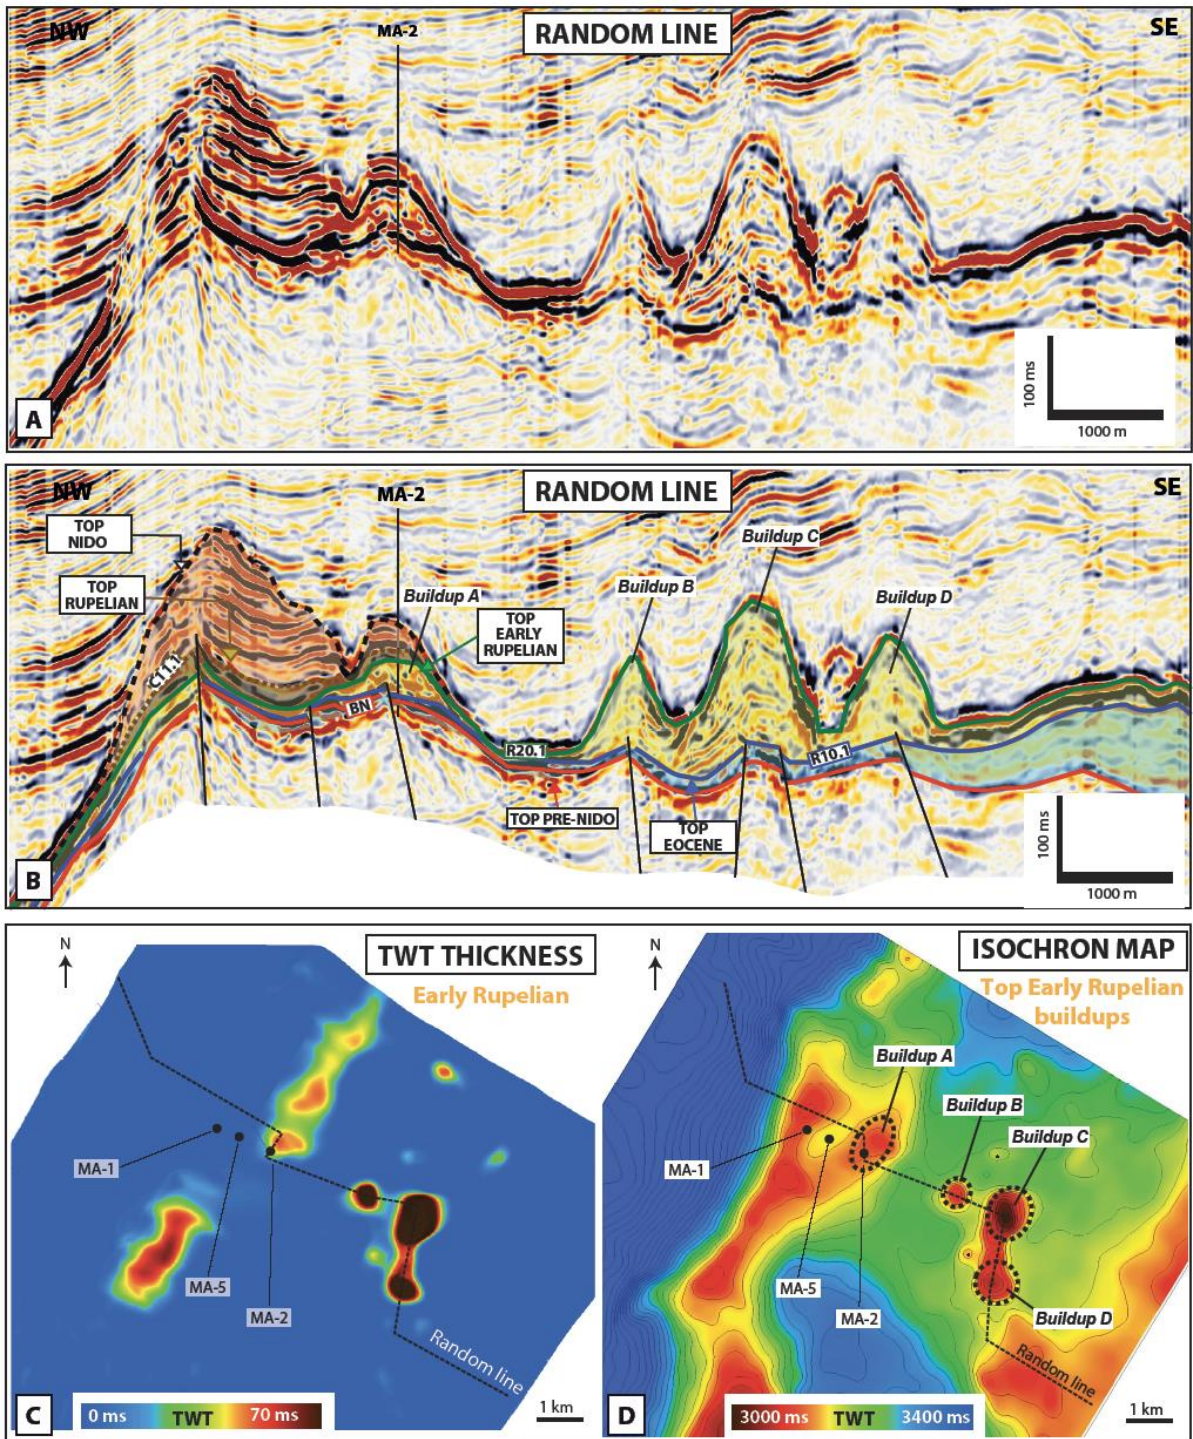 NW
MA-2
RANDOM LINE
SE
A
100 ms
1000 m
NW
MA-2
RANDOM LINE
SE
TOP
NIDO
TOP
RUPELIAN
Buildup A
Buildup B
Buildup C
Buildup D
TOP
EARLY
RUPELIAN
C11.1
BN
R20.1
R10.1
TOP PRE-NIDO
TOP
EOCENE
B
100 ms
1000 m
N
TWT THICKNESS
Early Rupelian
MA-1
MA-5
MA-2
Random line
C
0 ms
TWT
70 ms
1 km
N
ISOCHRON MAP
Top Early Rupelian
buildups
Buildup A
Buildup B
Buildup C
MA-1
MA-5
MA-2
Buildup D
Random line
D
3000 ms
TWT
3400 ms
1 km